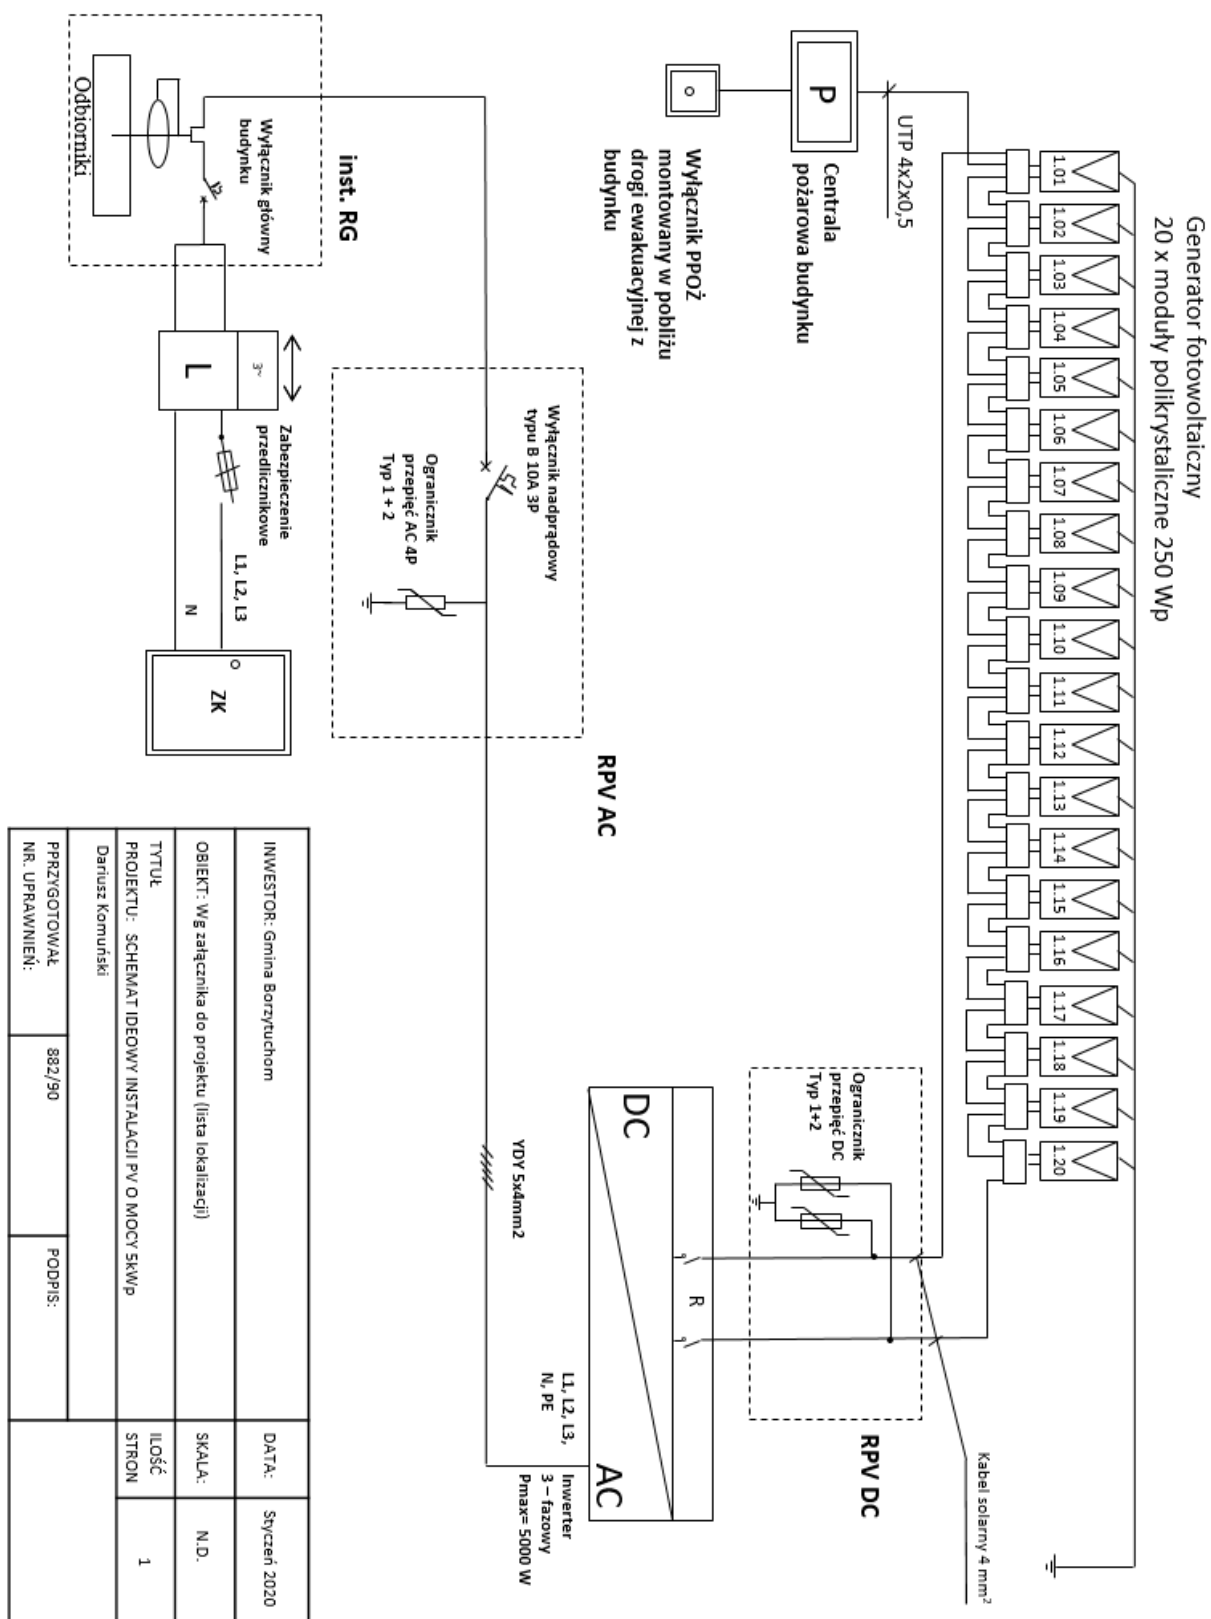 Generator fotowoltaiczny
20 x moduły polikrystaliczne 250 Wp
1.01
1.02
1.03
1.04
1.05
1.06
1.07
1.08
1.09
1.10
1.11
1.12
1.13
1.14
1.15
1.16
1.17
1.18
1.19
1.20
UTP 4x2x0,5
P
Centrala
pożarowa budynku
Wyłącznik PPOŻ
montowany w pobliżu
drogi ewakuacyjnej z
budynku
Kabel solarny 4 mm²
RPV DC
Ogranicznik
przepięć DC
Typ 1+2
R
DC
AC
L1, L2, L3,
N, PE
Inwerter
3 – fazowy
Pmax= 5000 W
YDY 5x4mm2
RPV AC
Wyłącznik nadprądowy
typu B 10A 3P
Ogranicznik
przepięć AC 4P
Typ 1 + 2
inst. RG
Wyłącznik główny
budynku
Odbiorniki
3~
L
Zabezpieczenie
przedlicznikowe
L1, L2, L3
N
ZK
INWESTOR: Gmina Borzytuchom
DATA:
Styczeń 2020
OBIEKT: Wg załącznika do projektu (lista lokalizacji)
SKALA:
N.D.
TYTUŁ
PROJEKTU: SCHEMAT IDEOWY INSTALACJI PV O MOCY 5kWp
ILOŚĆ
STRON
1
Dariusz Komuński
PPRZYGOTOWAŁ
NR. UPRAWNIEŃ:
882/90
PODPIS: